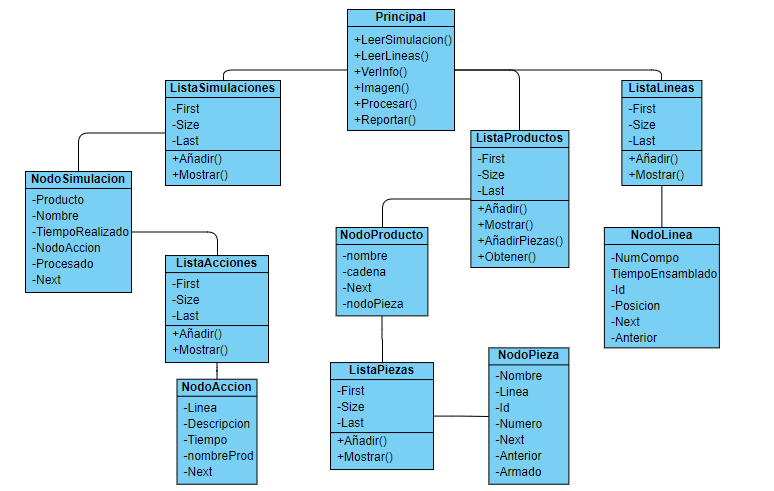 Principal
+LeerSimulacion()
+LeerLineas()
+VerInfo()
+Imagen()
+Procesar()
+Reportar()
ListaSimulaciones
-First
-Size
-Last
+Añadir()
+Mostrar()
ListaProductos
-First
-Size
-Last
+Añadir()
+Mostrar()
+AñadirPiezas()
+Obtener()
ListaLineas
-First
-Size
-Last
+Añadir()
+Mostrar()
NodoSimulacion
-Producto
-Nombre
-TiempoRealizado
-NodoAccion
-Procesado
-Next
ListaAcciones
-First
-Size
-Last
+Añadir()
+Mostrar()
NodoProducto
-nombre
-cadena
-Next
-nodoPieza
NodoLinea
-NumCompo
TiempoEnsamblado
-Id
-Posicion
-Next
-Anterior
NodoAccion
-Linea
-Descripcion
-Tiempo
-nombreProd
-Next
ListaPiezas
-First
-Size
-Last
+Añadir()
+Mostrar()
NodoPieza
-Nombre
-Linea
-Id
-Numero
-Next
-Anterior
-Armado